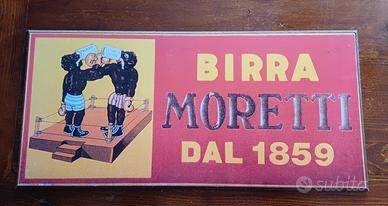 BIRRA
MORETTI
DAL 1859
subito